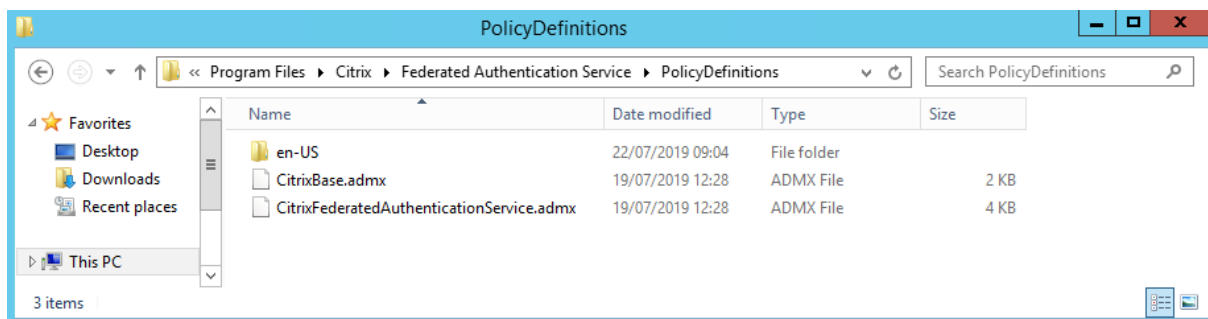 PolicyDefinitions
« Program Files ▸ Citrix ▸ Federated Authentication Service ▸ PolicyDefinitions
Search PolicyDefinitions
Name Date modified Type Size
Favorites
Desktop
Downloads
Recent places
This PC
en-US 22/07/2019 09:04 File folder
CitrixBase.admx 19/07/2019 12:28 ADMX File 2 KB
CitrixFederatedAuthenticationService.admx 19/07/2019 12:28 ADMX File 4 KB
3 items